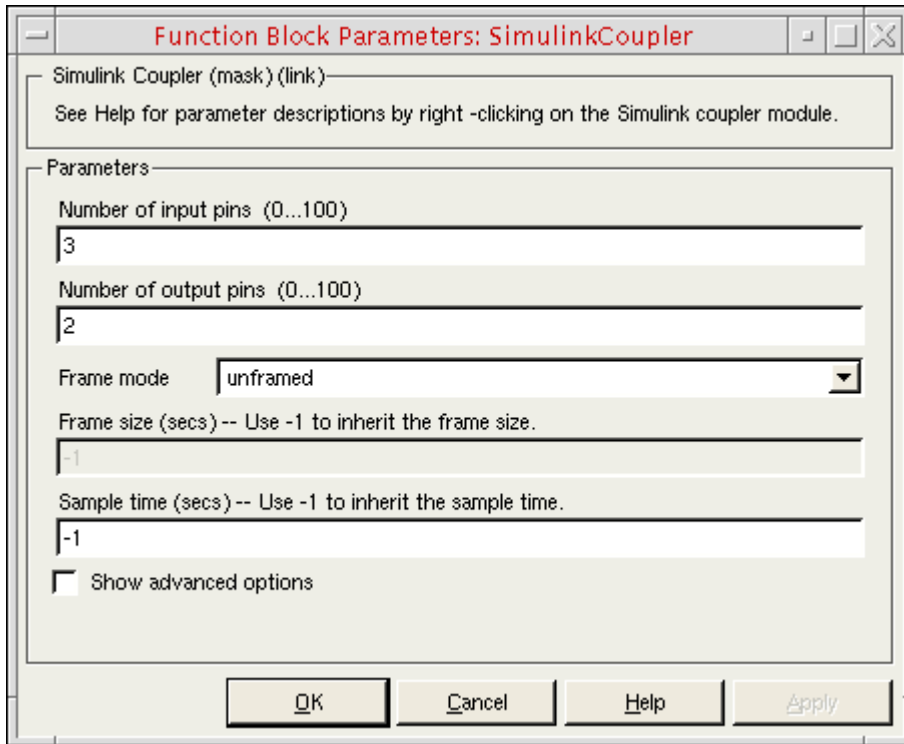 Function Block Parameters: SimulinkCoupler
Simulink Coupler (mask) (link)
See Help for parameter descriptions by right -clicking on the Simulink coupler module.
Parameters
Number of input pins (0...100)
3
Number of output pins (0...100)
2
Frame mode unframed
Frame size (secs) -- Use -1 to inherit the frame size.
-1
Sample time (secs) -- Use -1 to inherit the sample time.
-1
Show advanced options
OK Cancel Help Apply